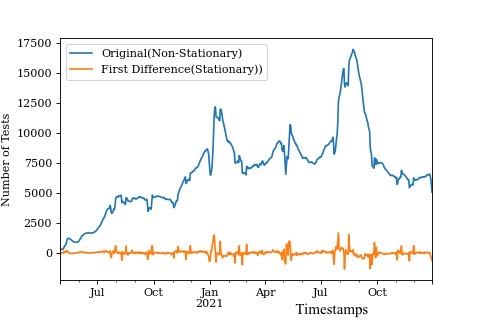 Original(Non-Stationary)
First Difference(Stationary))
Number of Tests
17500
15000
12500
10000
7500
5000
2500
0
Jul Oct Jan Apr Jul Oct
2021
Timestamps